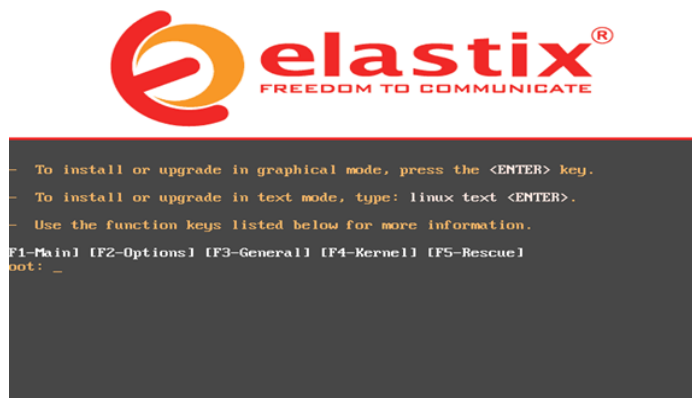 elastix®
FREEDOM TO COMMUNICATE
- To install or upgrade in graphical mode, press the <ENTER> key.
- To install or upgrade in text mode, type: linux text <ENTER>.
- Use the function keys listed below for more information.
F1-Main] [F2-Options] [F3-General] [F4-Kernel] [F5-Rescue]
oot: _